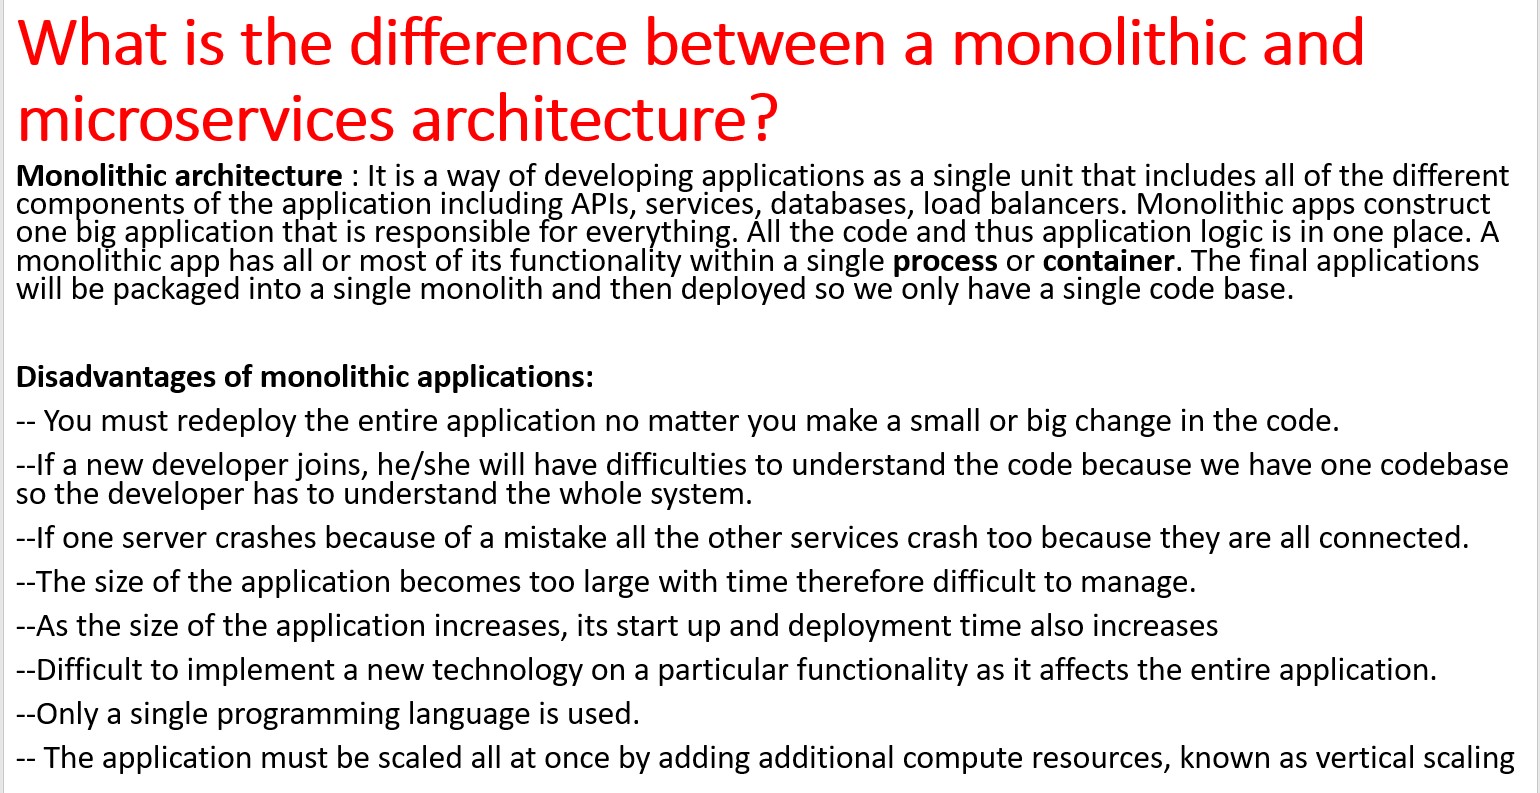 What is the difference between a monolithic and
microservices architecture?
Monolithic architecture : It is a way of developing applications as a single unit that includes all of the different
components of the application including APIs, services, databases, load balancers. Monolithic apps construct
one big application that is responsible for everything. All the code and thus application logic is in one place. A
monolithic app has all or most of its functionality within a single process or container. The final applications
will be packaged into a single monolith and then deployed so we only have a single code base.
Disadvantages of monolithic applications:
-- You must redeploy the entire application no matter you make a small or big change in the code.
--If a new developer joins, he/she will have difficulties to understand the code because we have one codebase
so the developer has to understand the whole system.
--If one server crashes because of a mistake all the other services crash too because they are all connected.
--The size of the application becomes too large with time therefore difficult to manage.
--As the size of the application increases, its start up and deployment time also increases
--Difficult to implement a new technology on a particular functionality as it affects the entire application.
--Only a single programming language is used.
-- The application must be scaled all at once by adding additional compute resources, known as vertical scaling